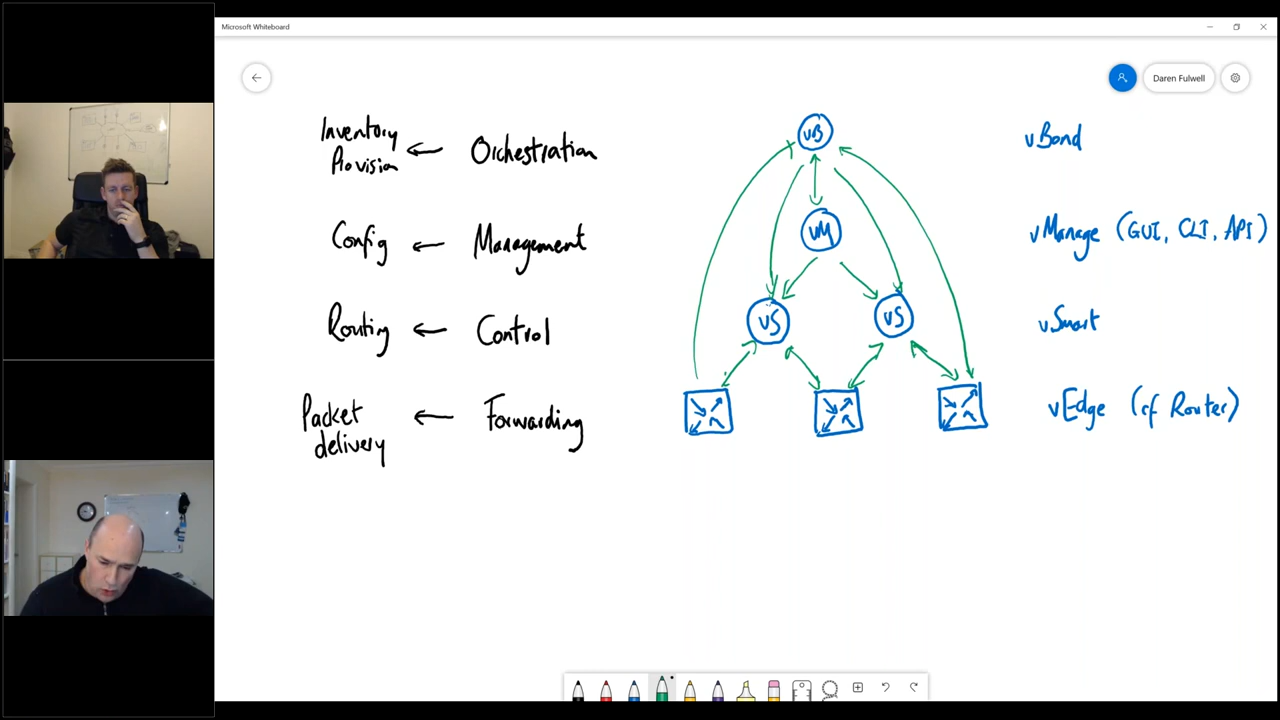 Microsoft Whiteboard
Daren Fulwell
Inventory
Provision
Orchestration
vB
vBond
Config
Management
vM
vManage (GUI, CLI, API)
Routing
Control
vS
vS
vSmart
Packet
delivery
Forwarding
vEdge (cf Router)